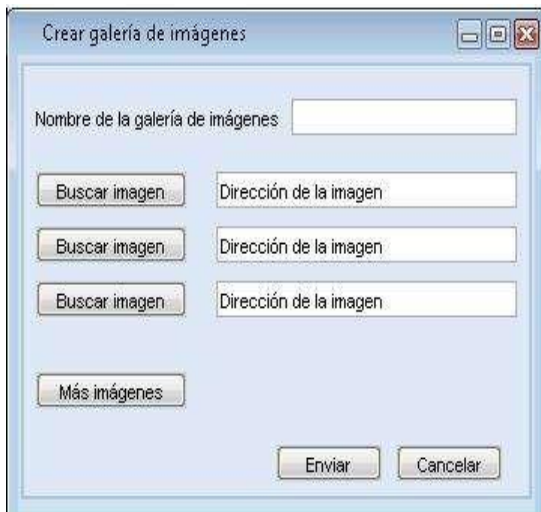 Crear galería de imágenes
Nombre de la galería de imágenes
Buscar imagen Dirección de la imagen
Buscar imagen Dirección de la imagen
Buscar imagen Dirección de la imagen
Más imágenes
Enviar Cancelar